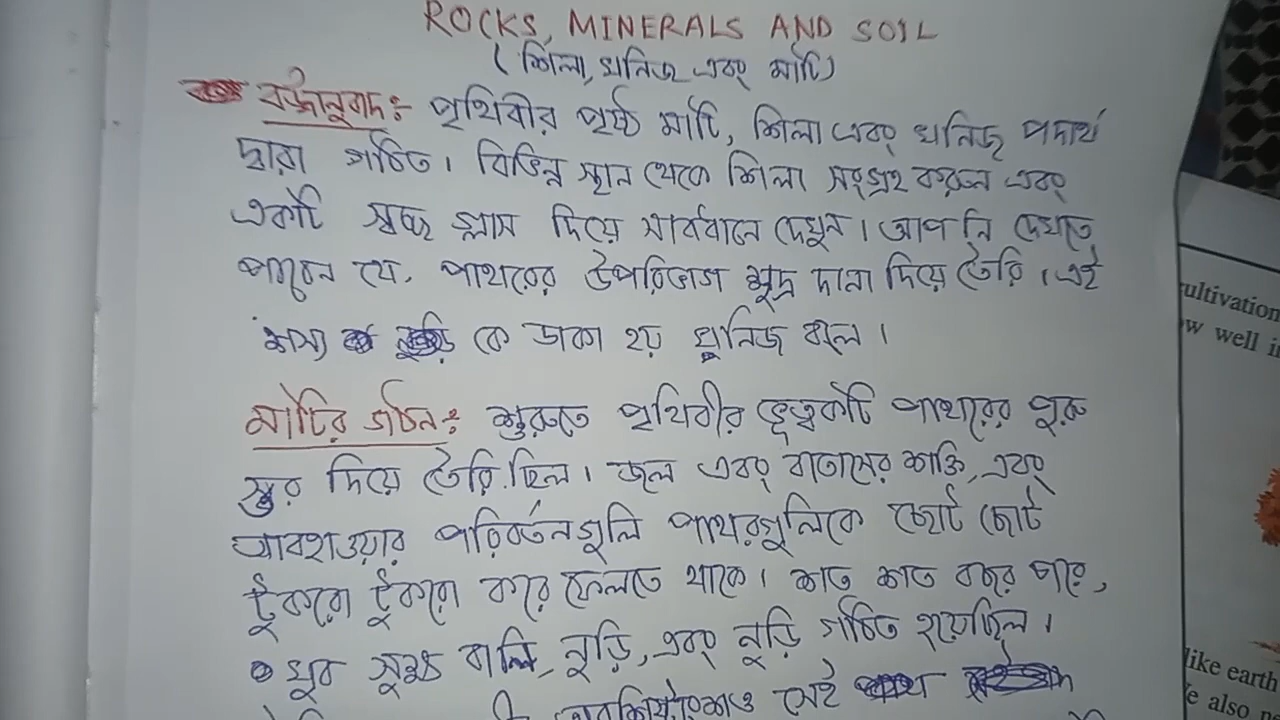 ROCKS, MINERALS AND SOIL
(শিলা, খনিজ এবং মাটি)
বঙ্গানুবাদ: পৃথিবীর পৃষ্ঠ মাটি, শিলা এবং খনিজ পদার্থ
দ্বারা গঠিত। বিভিন্ন স্থান থেকে শিলা সংগ্রহ করুন এবং
একটি স্বচ্ছ গ্লাস দিয়ে সাবধানে দেখুন। আপনি দেখতে
পাবেন যে, পাথরের উপরিভাগ ক্ষুদ্র দানা দিয়ে তৈরি। এই
শস্য কে ডাকা হয় খনিজ বলে।
মাটির গঠন: শুরুতে পৃথিবীর ভূত্বকটি পাথরের পুরু
স্তর দিয়ে তৈরি ছিল। জল এবং বাতাসের শক্তি, এবং
আবহাওয়ার পরিবর্তনগুলি পাথরগুলিকে ছোট ছোট
টুকরো টুকরো করে ফেলতে থাকে। শত শত বছর পরে,
খুব সূক্ষ্ম বালি, নুড়ি, এবং নুড়ি গঠিত হয়েছিল।
সেই
ultivation
w well i
like earth
e also n